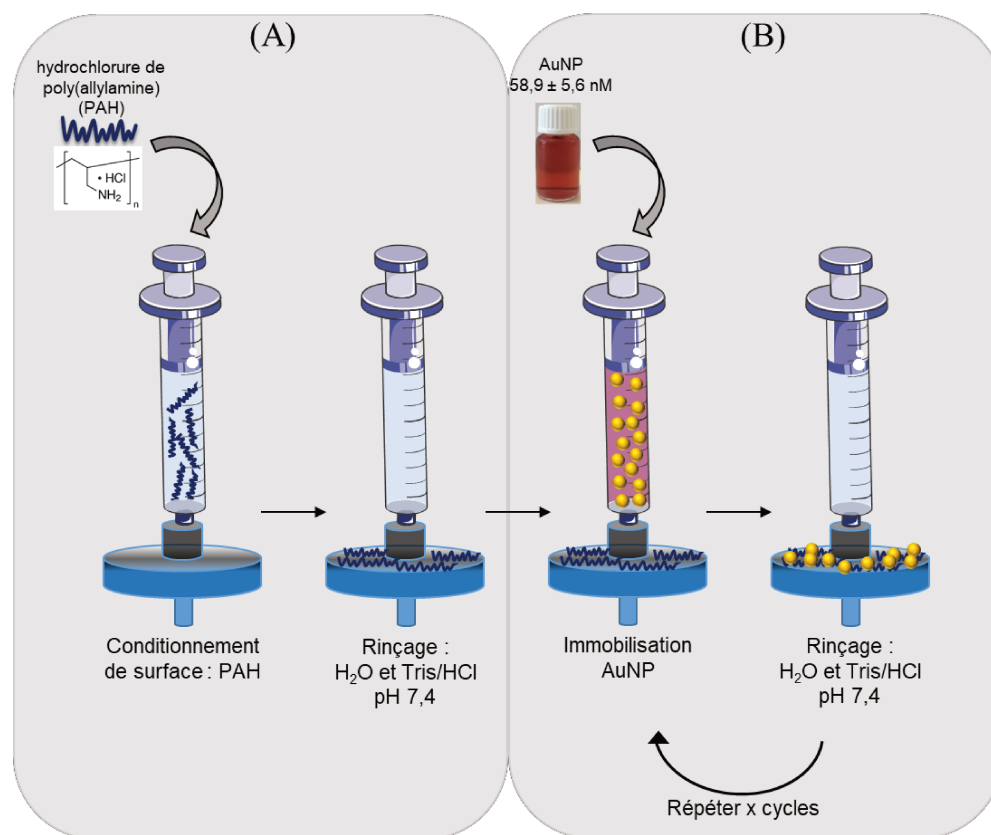 (A)
hydrochlorure de
poly(allylamine)
(PAH)
• HCl
NH2
n
Conditionnement
de surface : PAH
Rinçage :
H2O et Tris/HCl
pH 7,4
(B)
AuNP
58,9 ± 5,6 nM
Immobilisation
AuNP
Rinçage :
H2O et Tris/HCl
pH 7,4
Répéter x cycles